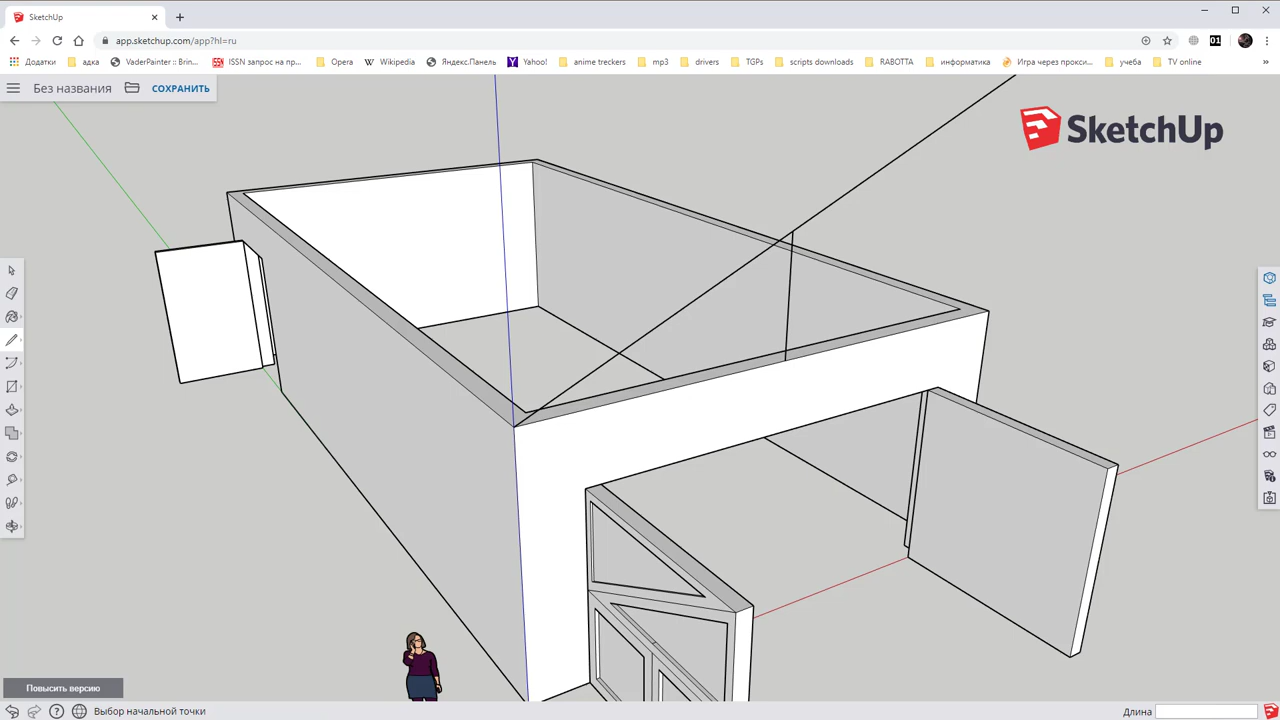 SketchUp
app.sketchup.com/app?hl=ru
01
Додатки
адка
VaderPainter :: Brin...
ISSN запрос на пр...
Opera
Wikipedia
Яндекс.Панель
Yahoo!
anime treckers
mp3
drivers
TGPs
scripts downloads
RABOTTA
информатика
Игра через прокси...
учеба
TV online
»
Без названия
СОХРАНИТЬ
SketchUp
Повысить версию
Выбор начальной точки
Длина